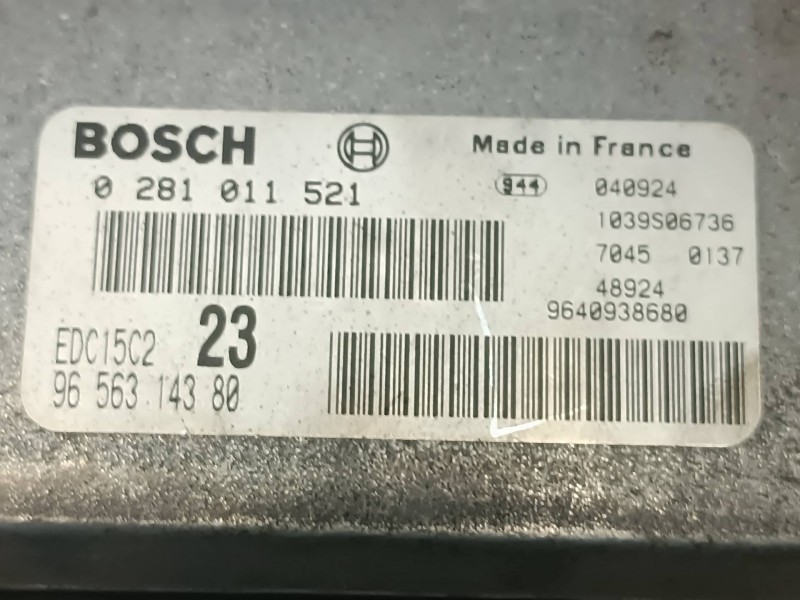 BOSCH
Made in France
0 281 011 521
944
040924
1039S06736
7045 0137
48924
9640938680
EDC15C2
23
96 563 143 80